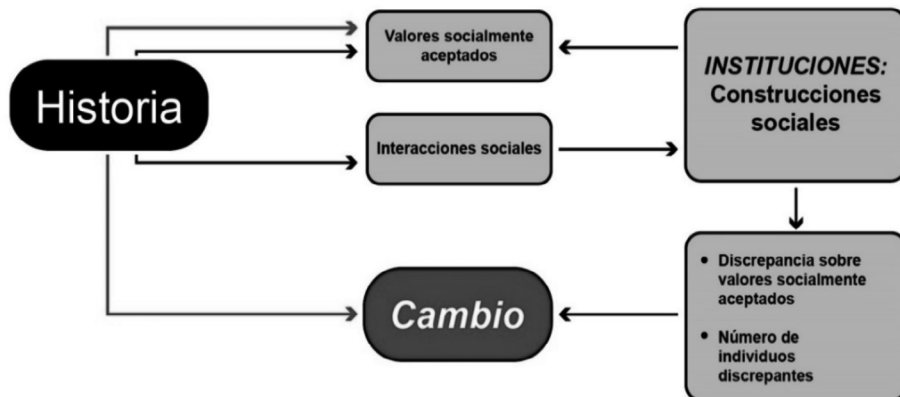 Historia
Valores socialmente
aceptados
Interacciones sociales
INSTITUCIONES:
Construcciones
sociales
Cambio
• Discrepancia sobre
valores socialmente
aceptados
• Número de
individuos
discrepantes